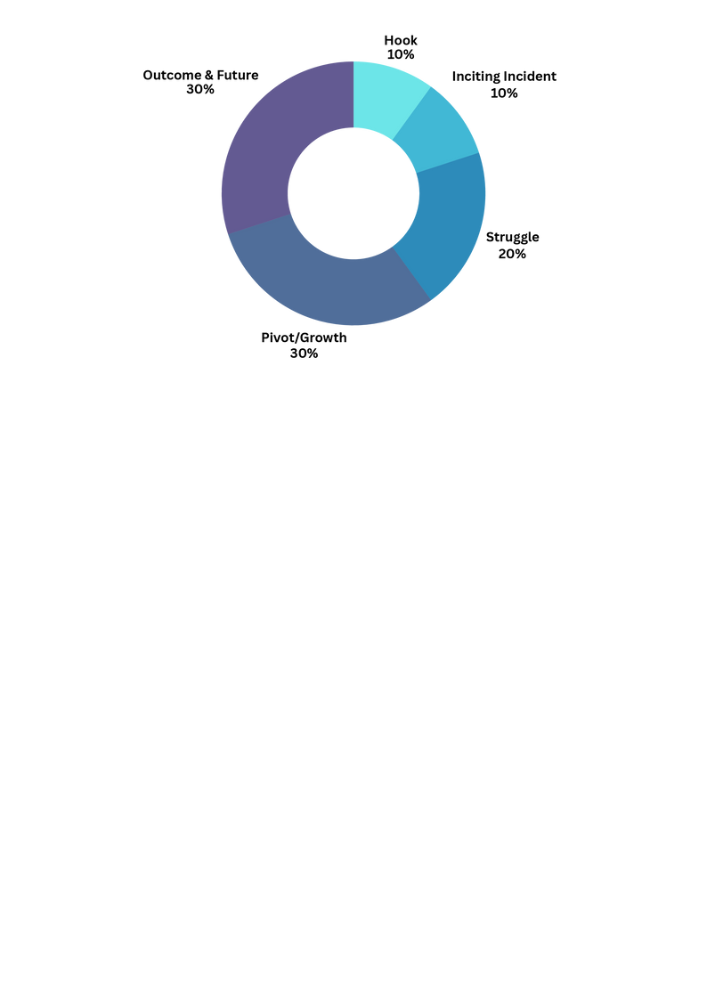 Hook
10%
Inciting Incident
10%
Struggle
20%
Pivot/Growth
30%
Outcome & Future
30%